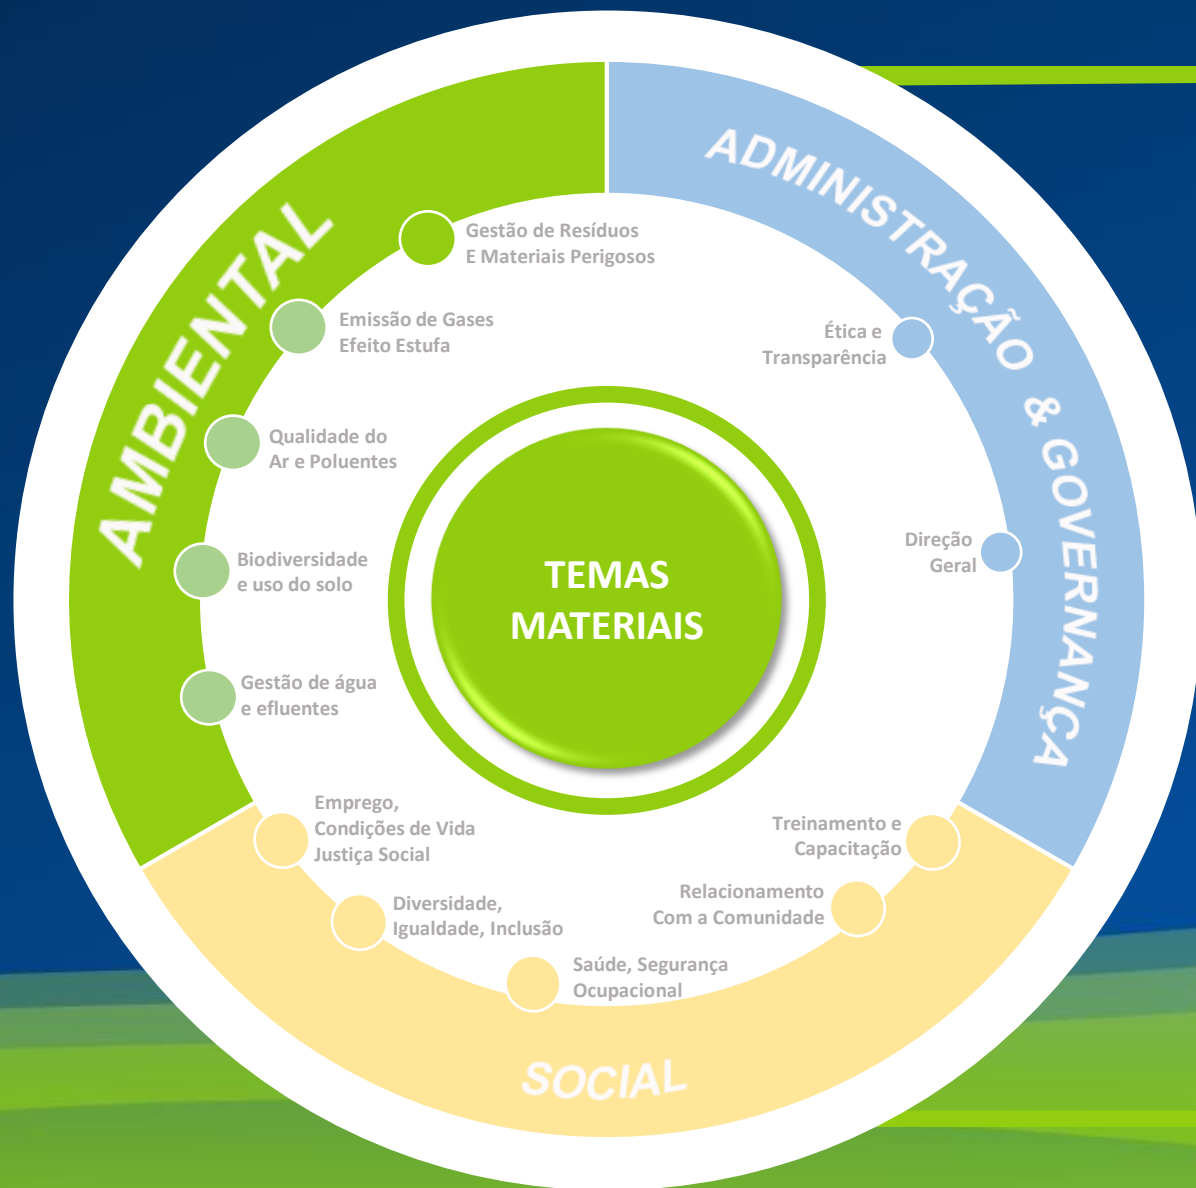 AMBIENTAL
ADMINISTRAÇÃO & GOVERNANÇA
Gestão de Resíduos
E Materiais Perigosos
Emissão de Gases
Efeito Estufa
Ética e
Transparência
Qualidade do
Ar e Poluentes
Biodiversidade
e uso do solo
Direção
Geral
TEMAS
MATERIAIS
Gestão de água
e efluentes
Emprego,
Condições de Vida
Justiça Social
Treinamento e
Capacitação
Diversidade,
Igualdade, Inclusão
Relacionamento
Com a Comunidade
Saúde, Segurança
Ocupacional
SOCIAL